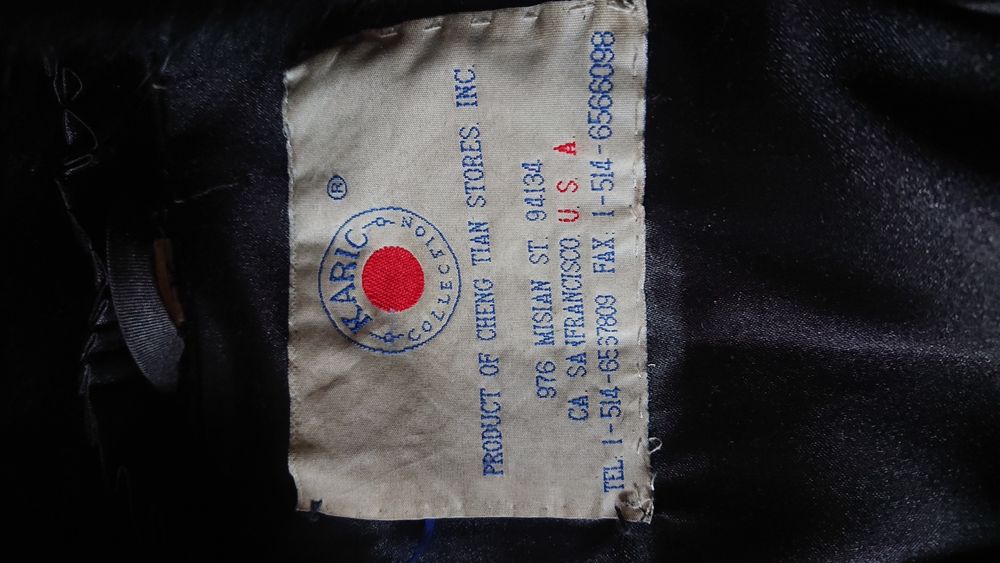 KARIC ®
COLLECTION
PRODUCT OF CHENG TIAN STORES. INC.
976 MISIAN ST. 94134
CA. SANFRANCISCO. U. S. A.
TEL: 1-514-6537809 FAX: 1-514-6566098